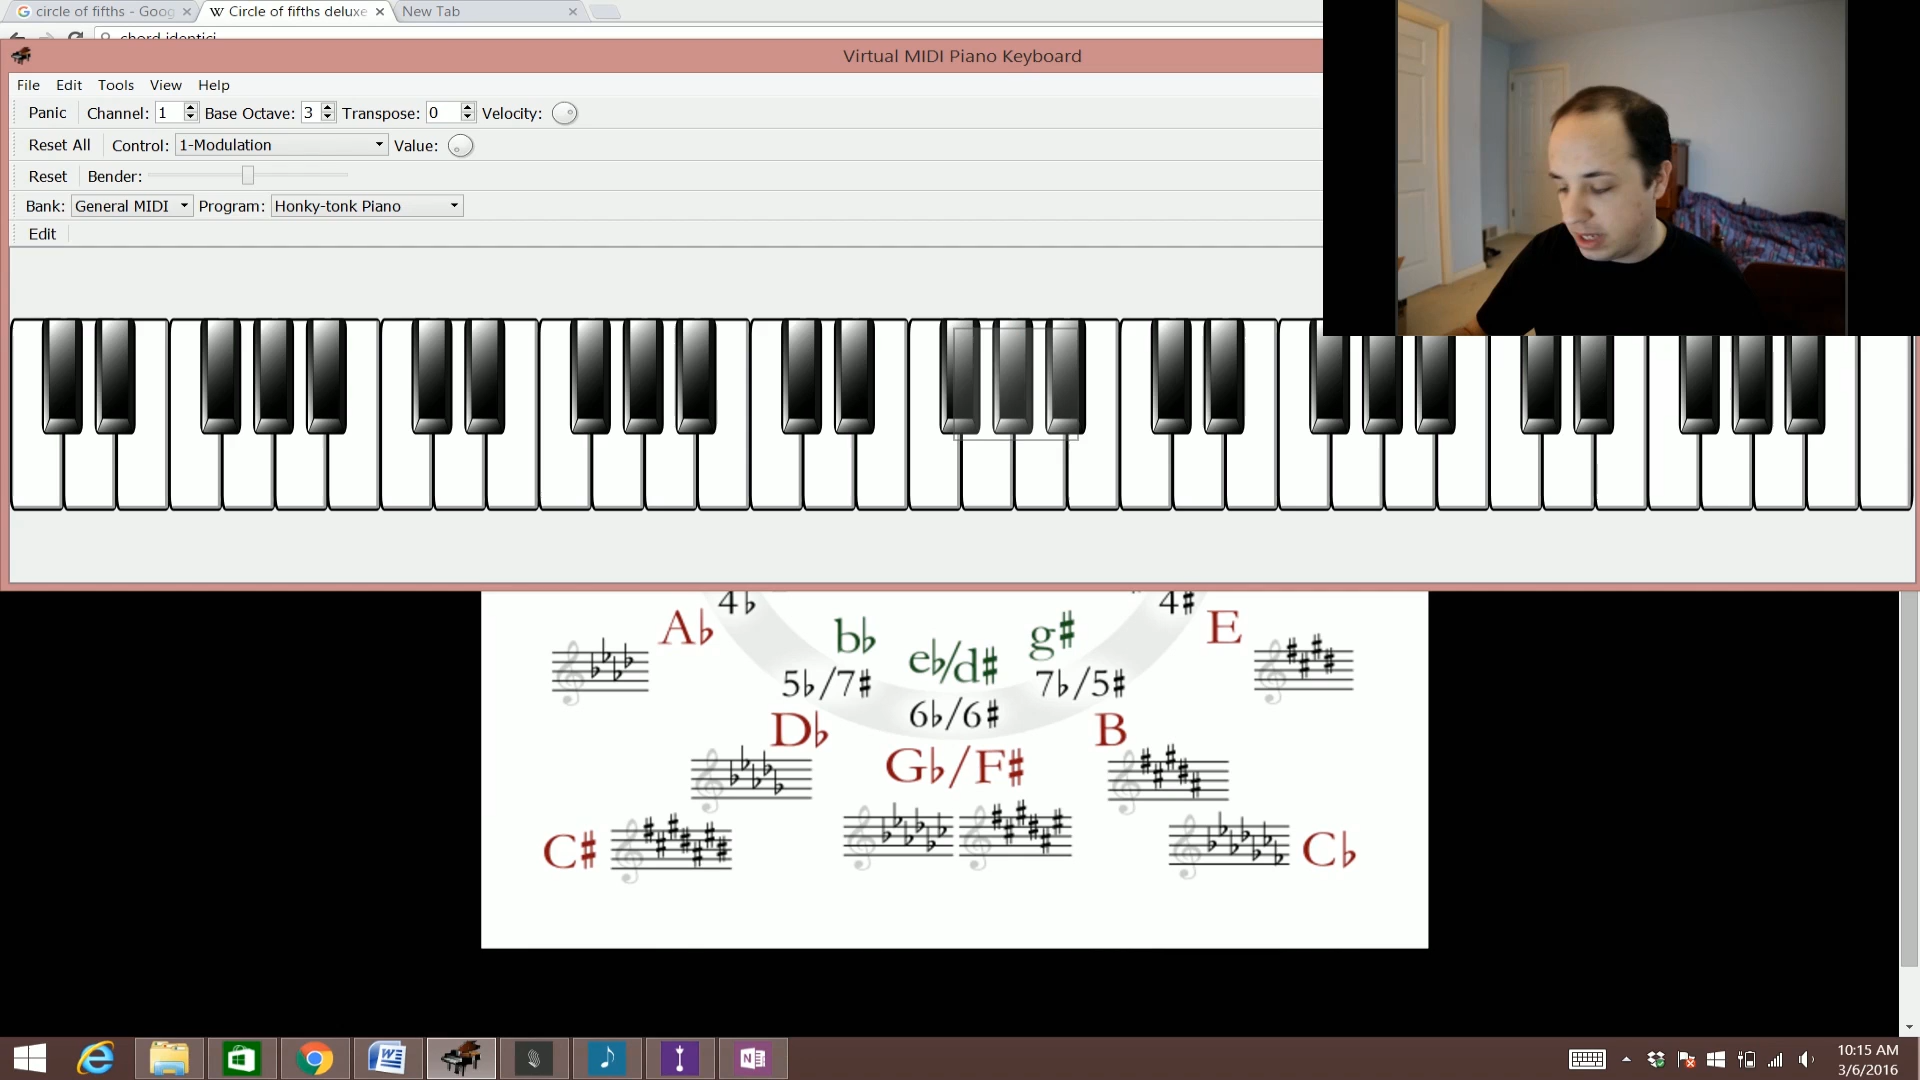 circle of fifths - Goog
W Circle of fifths deluxe
New Tab
chord identici
Virtual MIDI Piano Keyboard
File Edit Tools View Help
Panic Channel: 1 Base Octave: 3 Transpose: 0 Velocity:
Reset All Control: 1-Modulation Value:
Reset Bender:
Bank: General MIDI Program: Honky-tonk Piano
Edit
4♭ 4♯
A♭ b♭ e♭/d♯ g♯ E
5♭/7♯ 7♭/5♯
6♭/6♯
D♭ B
G♭/F♯
C♯ C♭
10:15 AM
3/6/2016